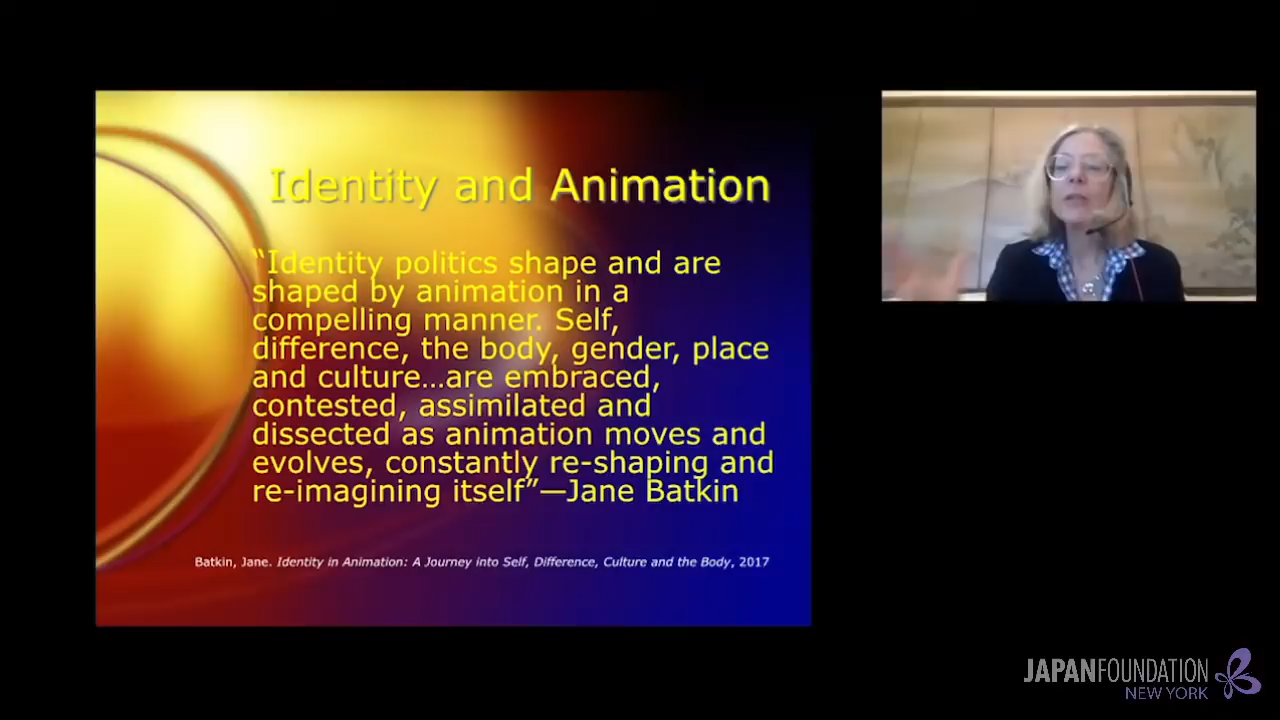 Identity and Animation
“Identity politics shape and are
shaped by animation in a
compelling manner. Self,
difference, the body, gender, place
and culture…are embraced,
contested, assimilated and
dissected as animation moves and
evolves, constantly re-shaping and
re-imagining itself”—Jane Batkin
Batkin, Jane. Identity in Animation: A Journey into Self, Difference, Culture and the Body, 2017
JAPANFOUNDATION
NEW YORK